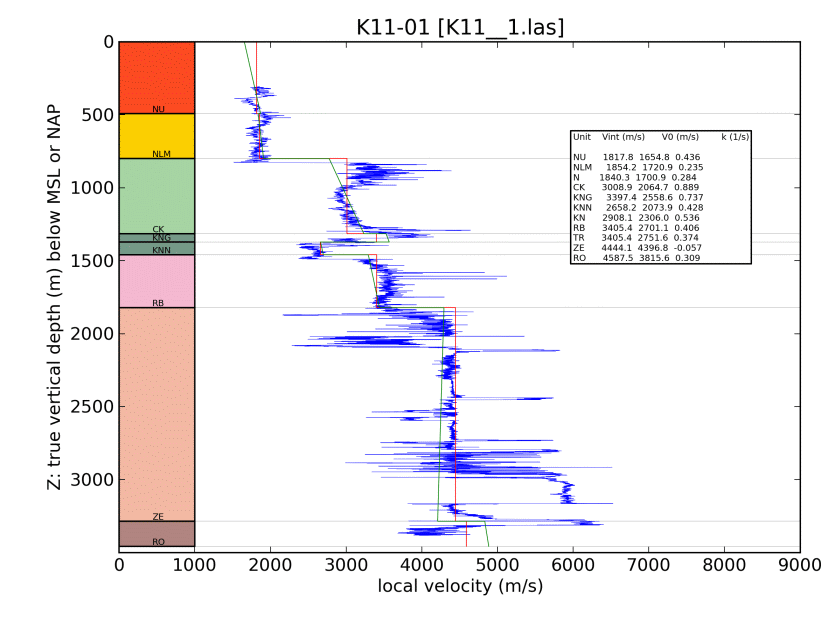 K11-01 [K11__1.las]
Z: true vertical depth (m) below MSL or NAP
0
500
1000
1500
2000
2500
3000
NU
NLM
CK
KNG
KNN
RB
ZE
RO
Unit Vint (m/s) V0 (m/s) k (1/s)
NU 1817.8 1654.8 0.436
NLM 1854.2 1720.9 0.235
N 1840.3 1700.9 0.284
CK 3008.9 2064.7 0.889
KNG 3397.4 2558.6 0.737
KNN 2658.2 2073.9 0.428
KN 2908.1 2306.0 0.536
RB 3405.4 2701.1 0.406
TR 3405.4 2751.6 0.374
ZE 4444.1 4396.8 -0.057
RO 4587.5 3815.6 0.309
0 1000 2000 3000 4000 5000 6000 7000 8000 9000
local velocity (m/s)